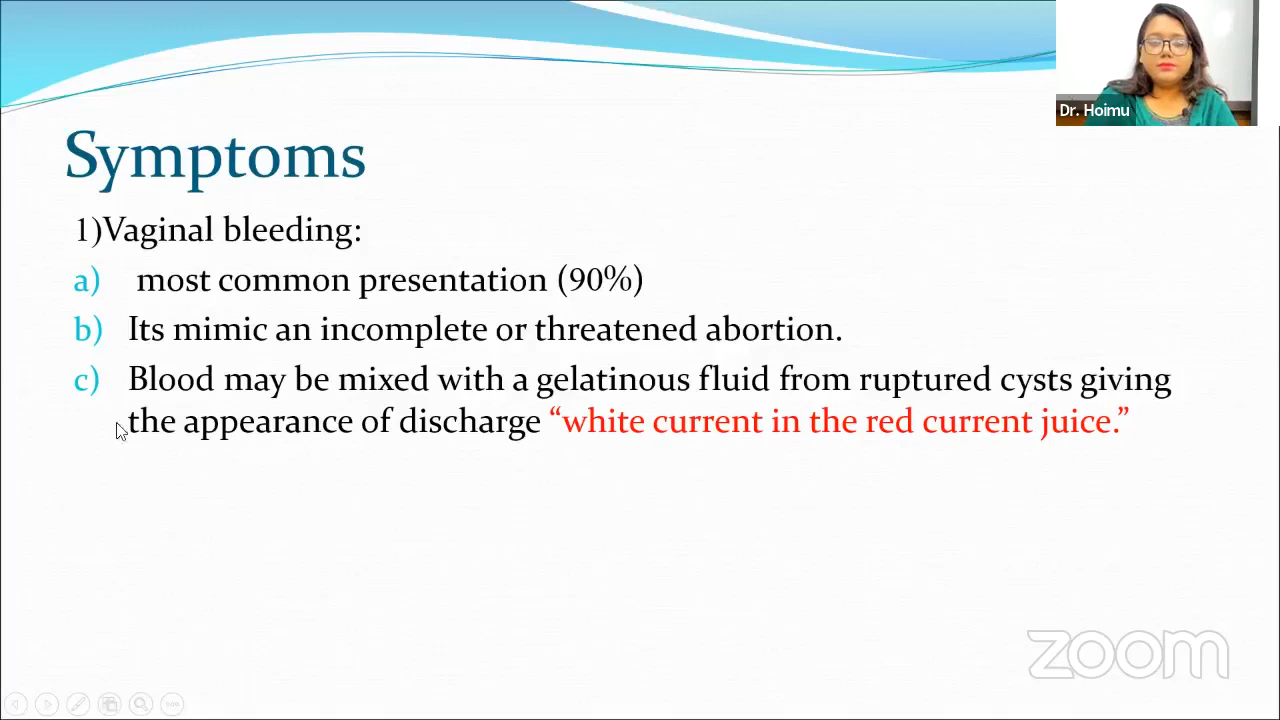 Dr. Hoimu
Symptoms
1)Vaginal bleeding:
a) most common presentation (90%)
b) Its mimic an incomplete or threatened abortion.
c) Blood may be mixed with a gelatinous fluid from ruptured cysts giving
the appearance of discharge “white current in the red current juice.”
zoom